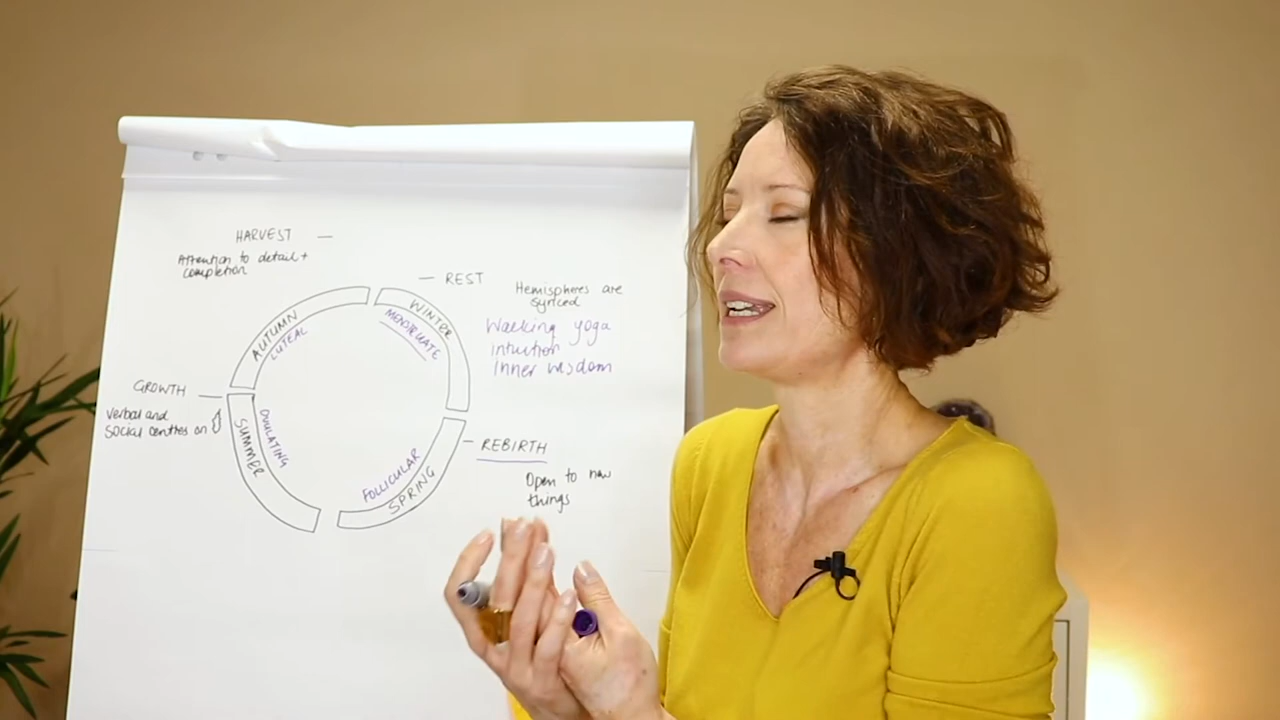 HARVEST —
Attention to detail +
completion
— REST
Hemispheres are
synced
Walking yoga
intuition
inner wisdom
WINTER
MENSTRUATE
AUTUMN
LUTEAL
GROWTH —
Verbal and
social centres on
SUMMER
OVULATING
FOLLICULAR
SPRING
— REBIRTH
Open to new
things